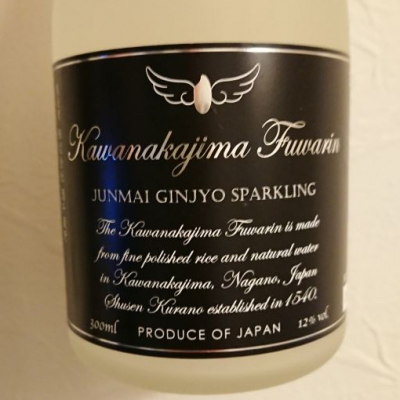 Kawanakajima Fuwarin
JUNMAI GINJYO SPARKLING
The Kawanakajima Fuwarin is made
from fine polished rice and natural water
in Kawanakajima, Nagano, Japan
Shusen Kurano established in 1540.
300ml PRODUCE OF JAPAN 12% vol.